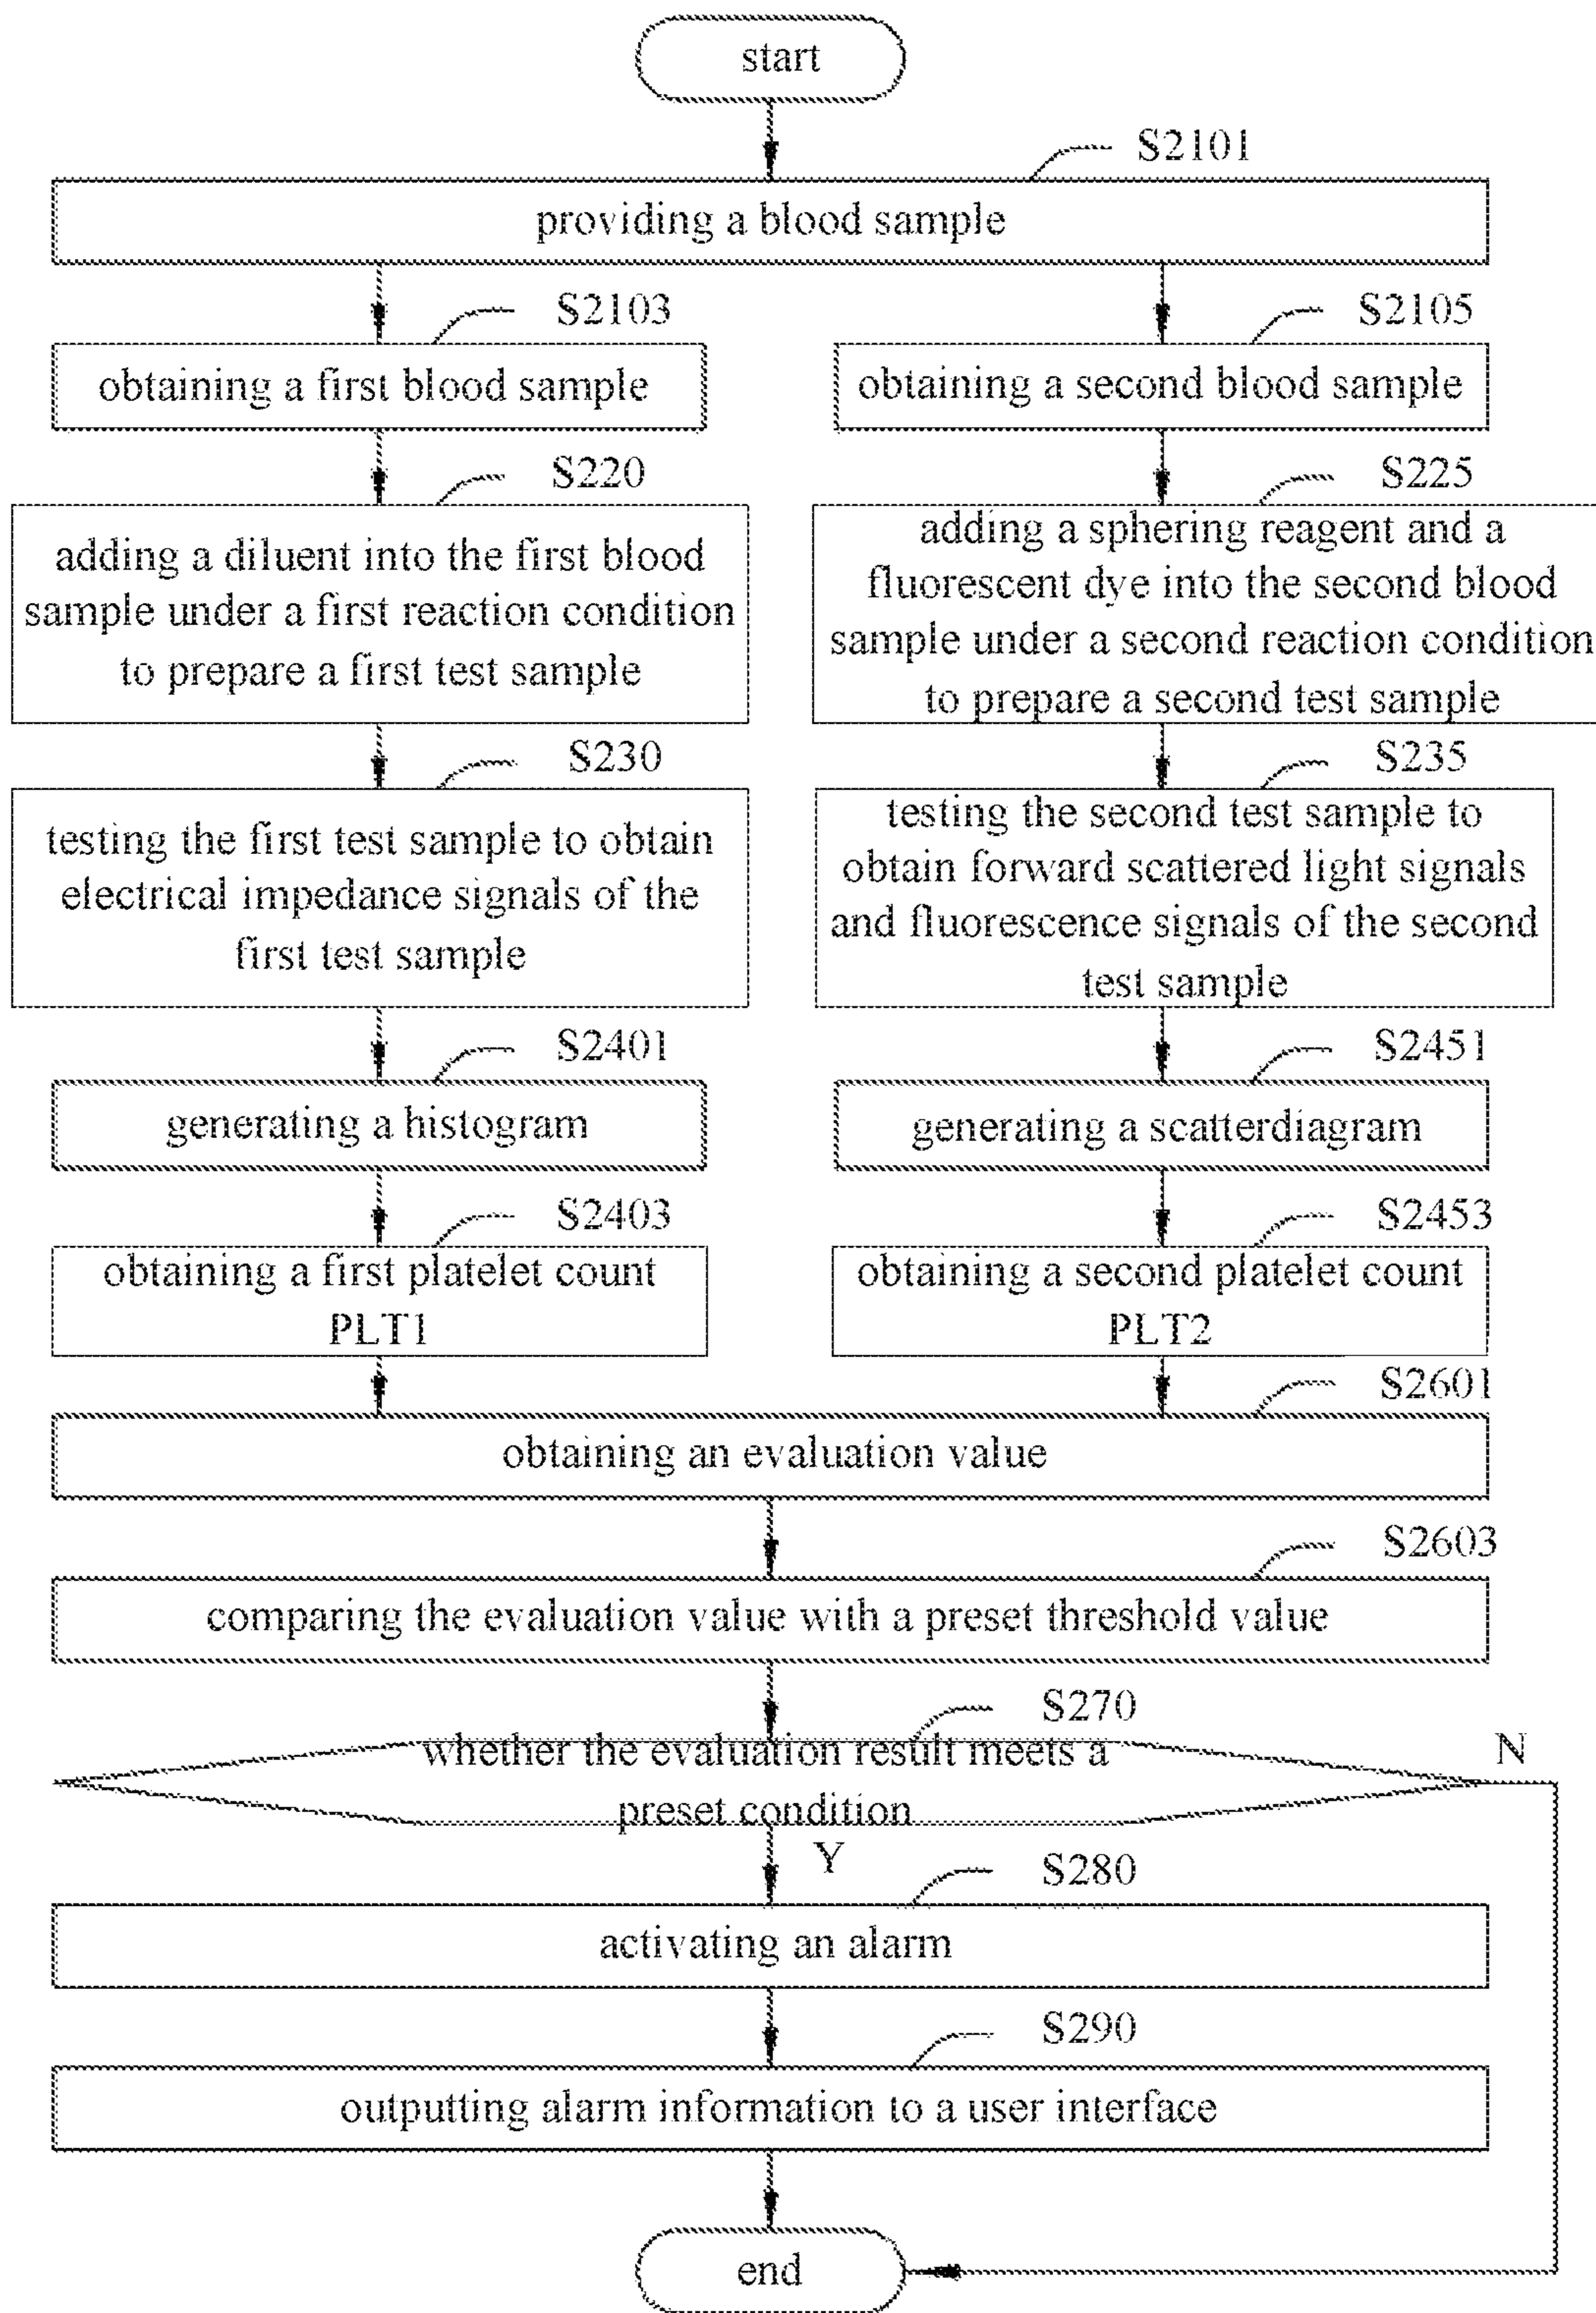 start
S2101
providing a blood sample
S2103
S2105
obtaining a first blood sample
obtaining a second blood sample
S220
S225
adding a diluent into the first blood
sample under a first reaction condition
to prepare a first test sample
adding a sphering reagent and a
fluorescent dye into the second blood
sample under a second reaction condition
to prepare a second test sample
S230
S235
testing the first test sample to obtain
electrical impedance signals of the
first test sample
testing the second test sample to
obtain forward scattered light signals
and fluorescence signals of the second
test sample
S2401
S2451
generating a histogram
generating a scatterdiagram
S2403
S2453
obtaining a first platelet count
PLT1
obtaining a second platelet count
PLT2
S2601
obtaining an evaluation value
S2603
comparing the evaluation value with a preset threshold value
S270
whether the evaluation result meets a
preset condition
N
Y
S280
activating an alarm
S290
outputting alarm information to a user interface
end